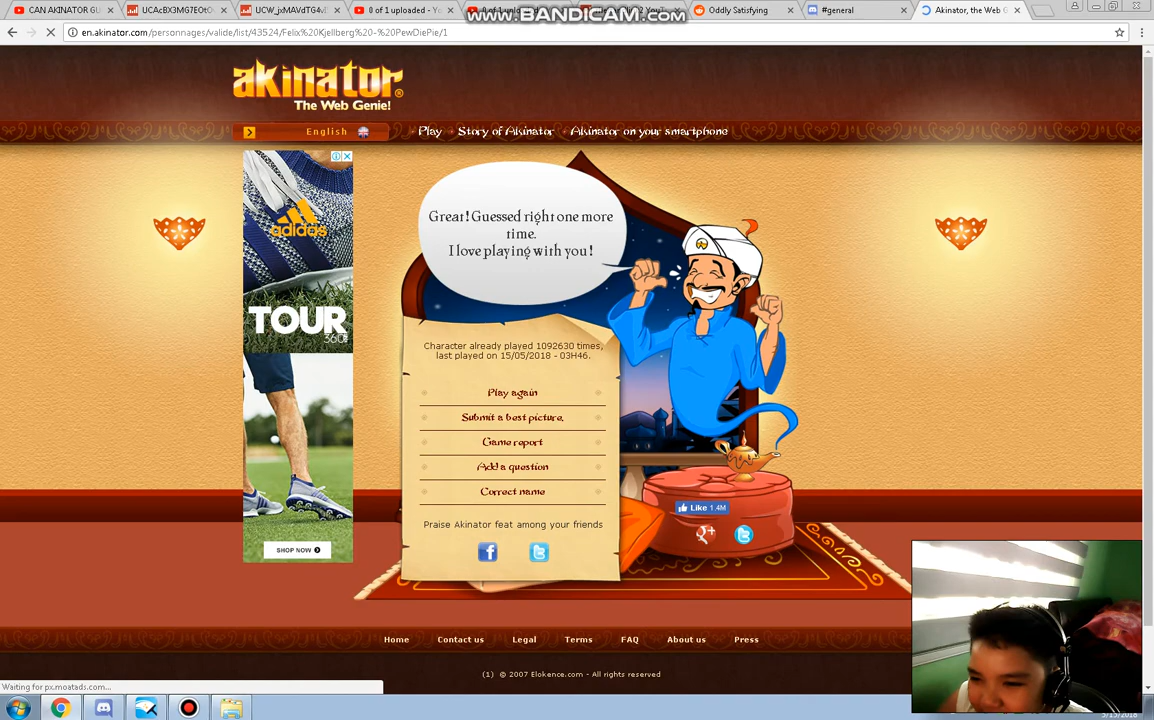 CAN AKINATOR GU
UCAcBX3MG7EOtO
UCW_jxMAVdTG4
0 of 1 uploaded - Yo
Oddly Satisfying
#general
Akinator, the Web G
www.BANDICAM.com
en.akinator.com/personnages/valide/list/43524/Felix%20Kjellberg%20-%20PewDiePie/1
akinator®
The Web Genie!
English
Play
Story of Akinator
Akinator on your smartphone
adidas
TOUR
360
SHOP NOW
Great! Guessed right one more
time.
I love playing with you!
Character already played 1092630 times,
last played on 15/05/2018 - 03H46.
Play again
Submit a best picture.
Game report
Add a question
Correct name
Praise Akinator feat among your friends
Like 1.4M
Home
Contact us
Legal
Terms
FAQ
About us
Press
(1) © 2007 Elokence.com - All rights reserved
Waiting for px.moatads.com...
5/15/2018